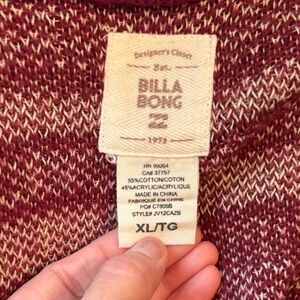 Designer's Closet
Est.
BILLA
BONG
1973
RN 99064
CA# 37757
55%COTTON/COTON
45%ACRYLIC/ACRYLIQUE
MADE IN CHINA
FABRIQUÉ EN CHINE
PO# C7805B
STYLE# JV12CAZB
XL/TG